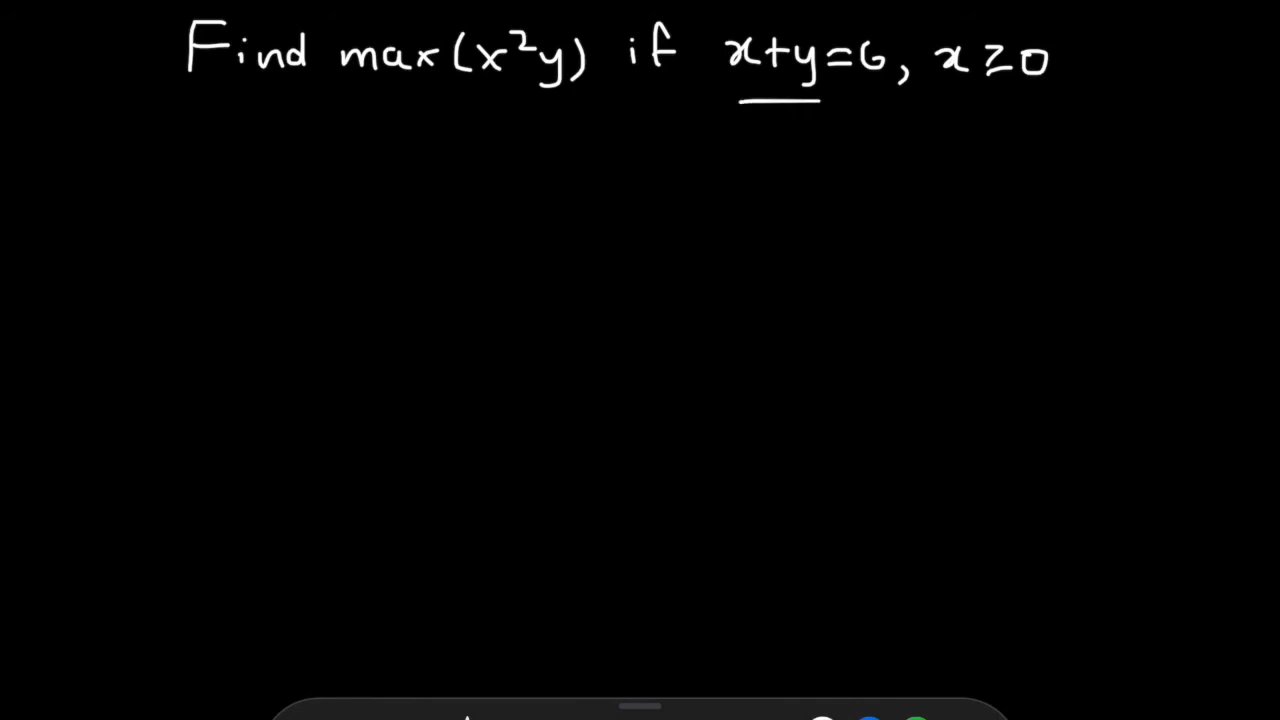 Find max(x²y) if x+y=6, x≥0